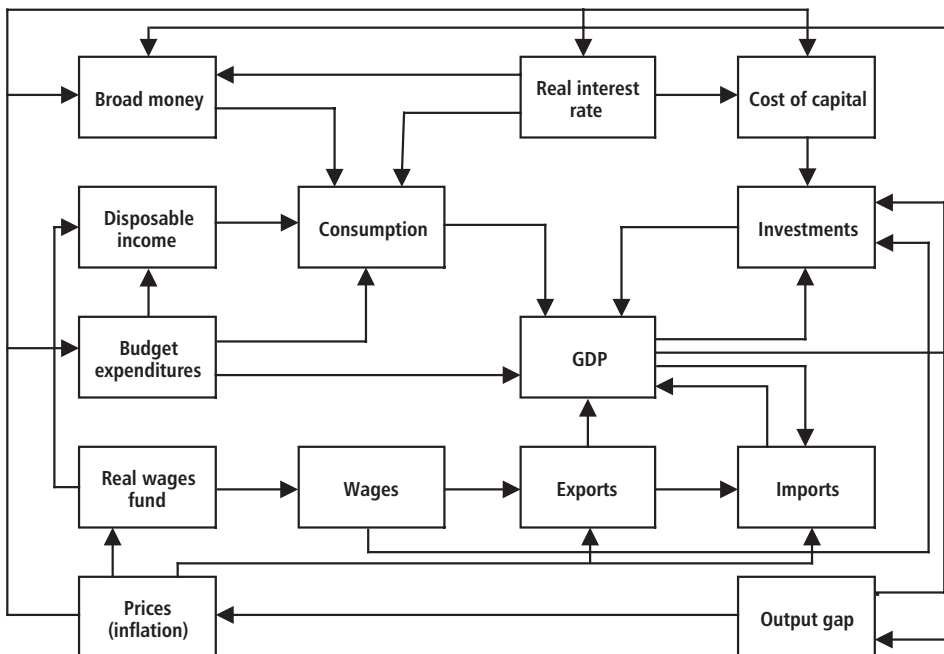 Broad money
Real interest
rate
Cost of capital
Disposable
income
Consumption
Investments
Budget
expenditures
GDP
Real wages
fund
Wages
Exports
Imports
Prices
(inflation)
Output gap